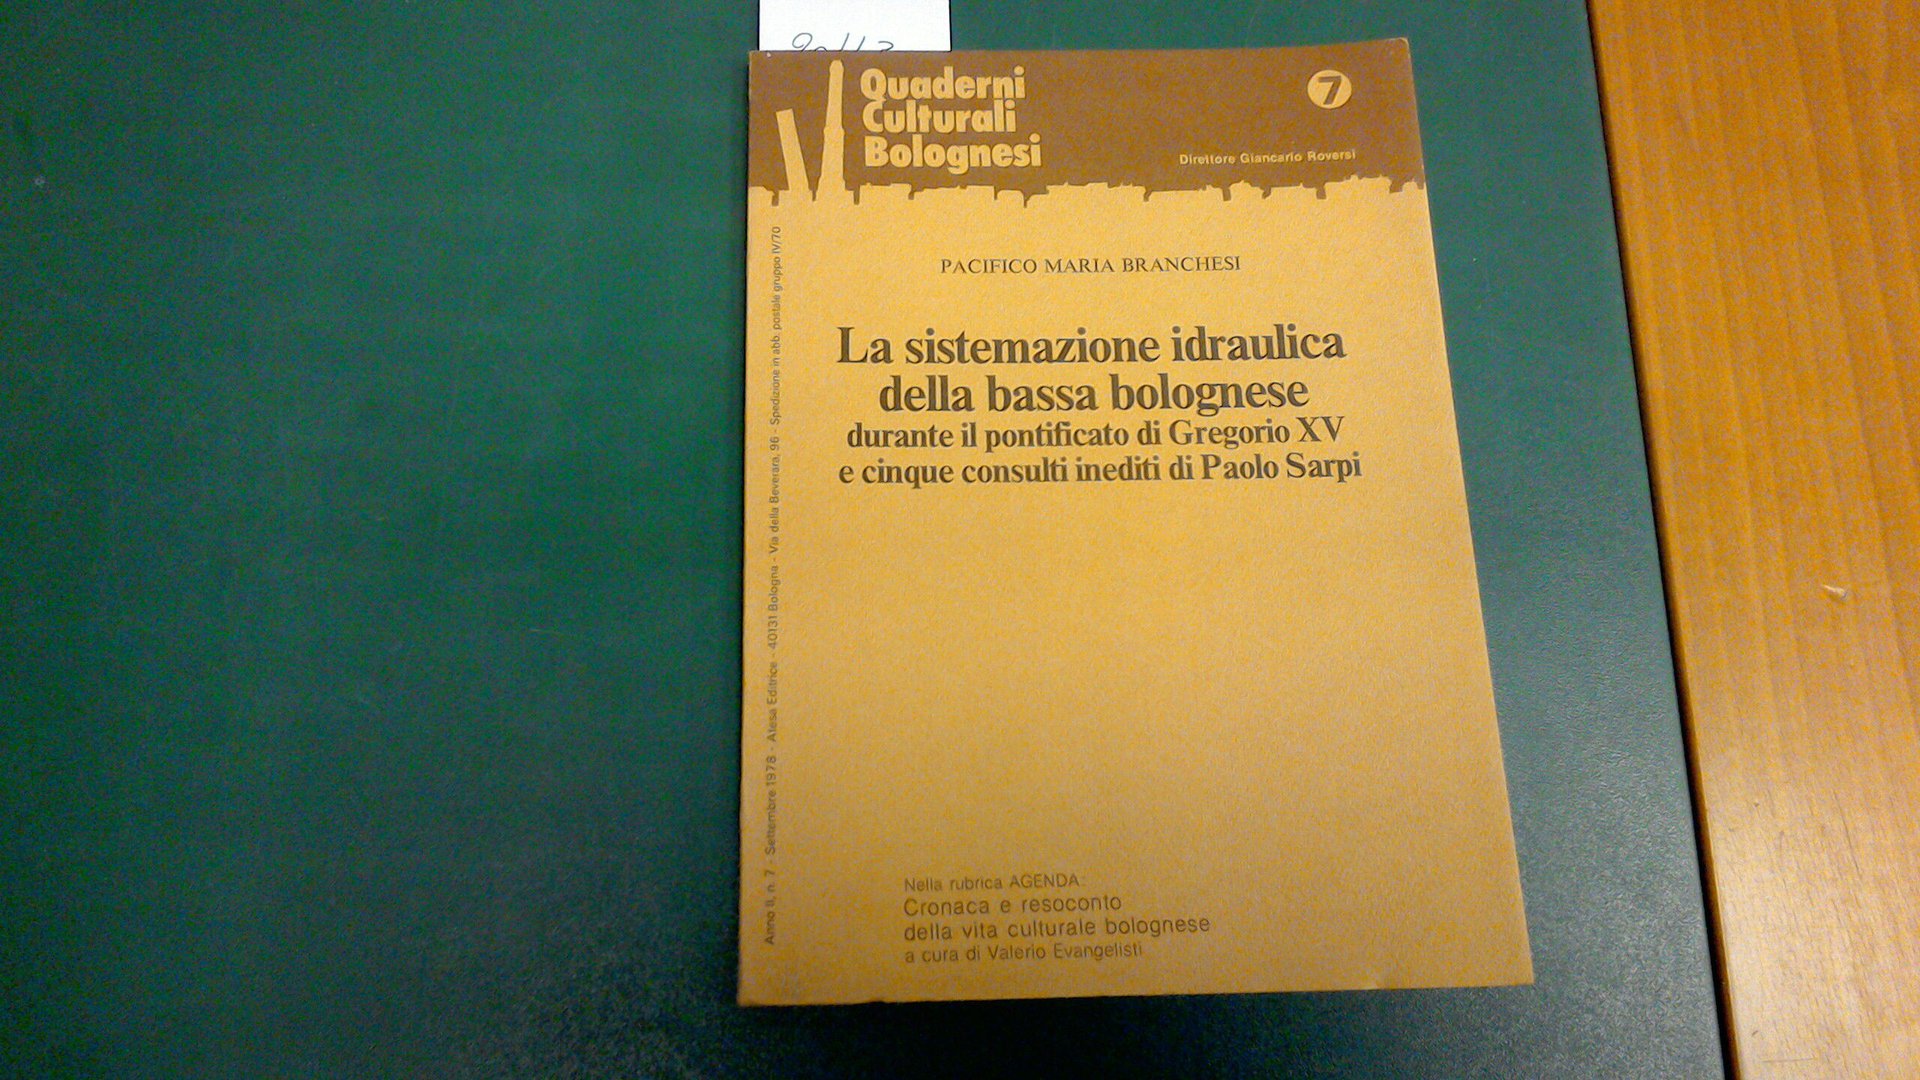 Quaderni
Culturali
Bolognesi
7
Direttore Giancarlo Roversi
PACIFICO MARIA BRANCHESI
La sistemazione idraulica
della bassa bolognese
durante il pontificato di Gregorio XV
e cinque consulti inediti di Paolo Sarpi
Nella rubrica AGENDA:
Cronaca e resoconto
della vita culturale bolognese
a cura di Valerio Evangelisti
Anno II, n. 7 - Settembre 1978 - Atesa Editrice - 40131 Bologna - Via della Beverara, 96 - Spedizione in abb. postale gruppo IV/70